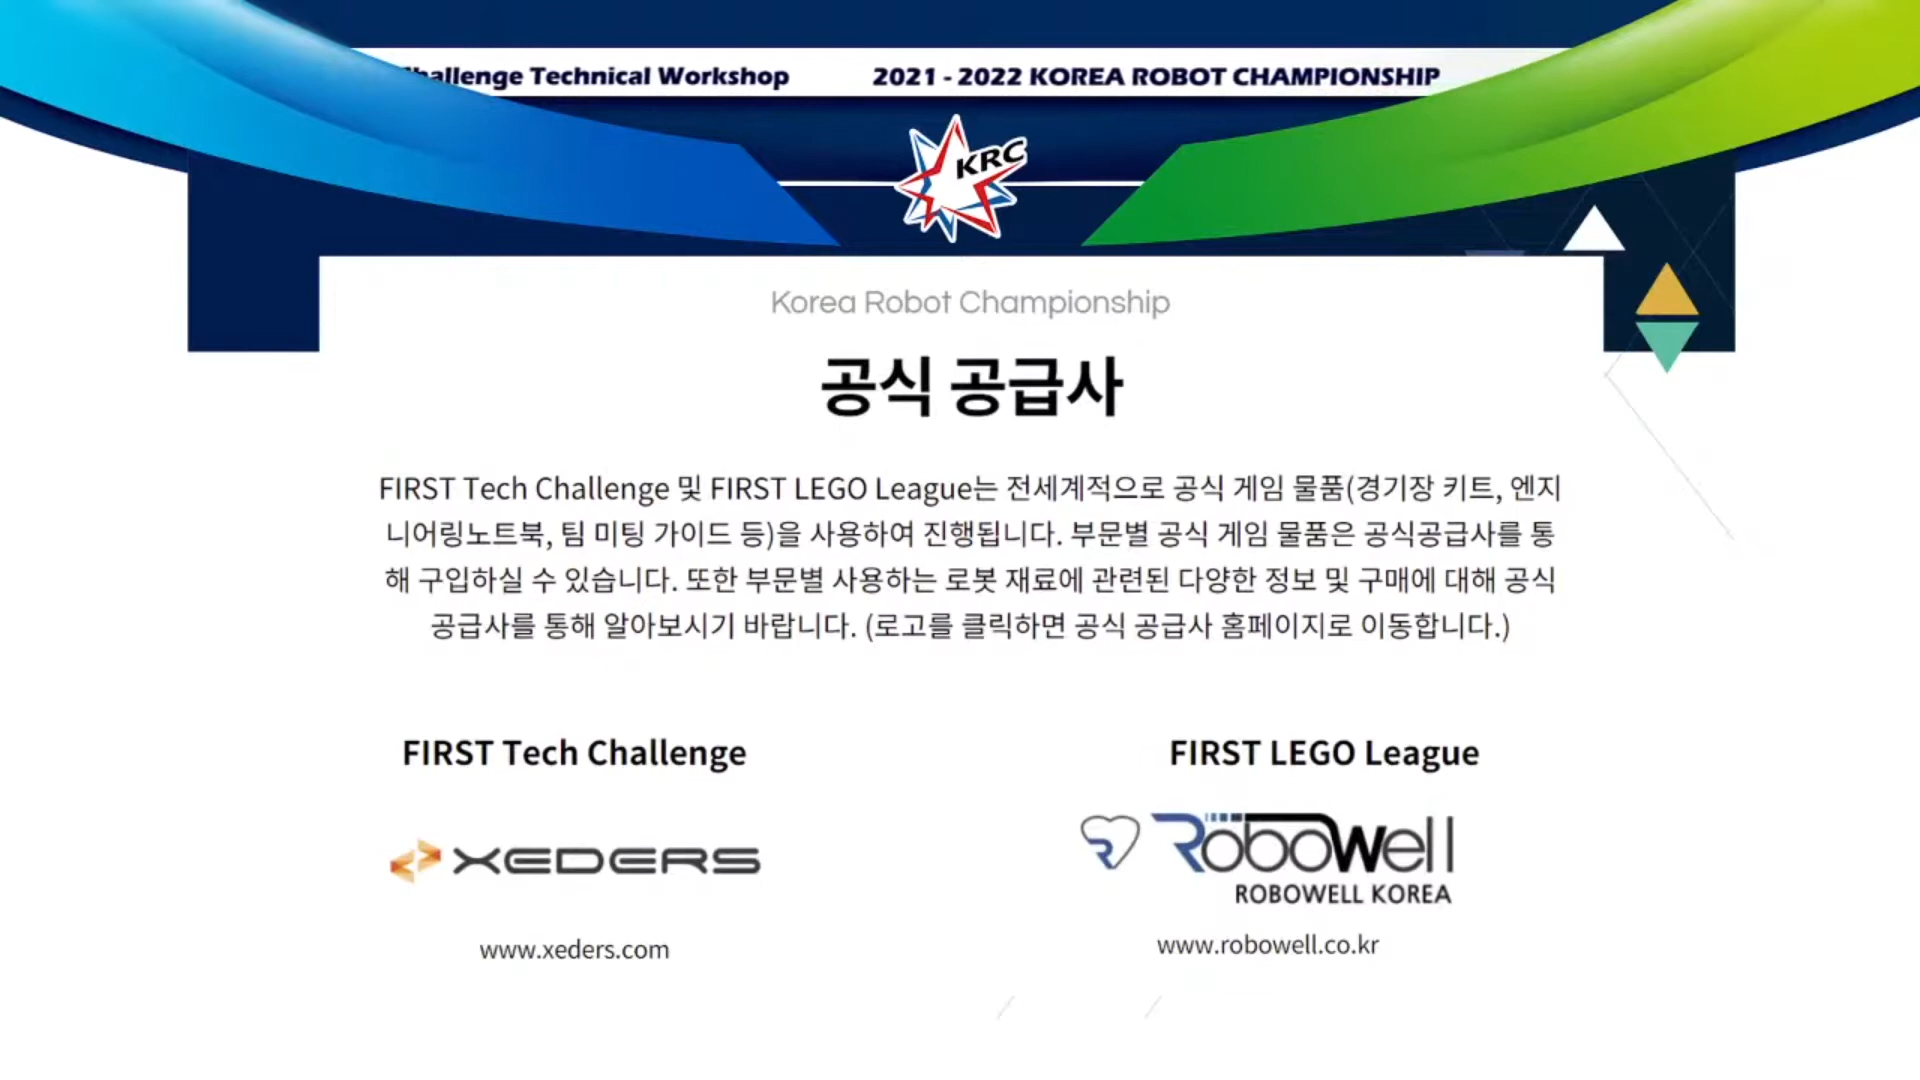 Challenge Technical Workshop 2021 - 2022 KOREA ROBOT CHAMPIONSHIP
KRC
Korea Robot Championship
공식 공급사
FIRST Tech Challenge 및 FIRST LEGO League는 전세계적으로 공식 게임 물품(경기장 키트, 엔지
니어링노트북, 팀 미팅 가이드 등)을 사용하여 진행됩니다. 부문별 공식 게임 물품은 공식공급사를 통
해 구입하실 수 있습니다. 또한 부문별 사용하는 로봇 재료에 관련된 다양한 정보 및 구매에 대해 공식
공급사를 통해 알아보시기 바랍니다. (로고를 클릭하면 공식 공급사 홈페이지로 이동합니다.)
FIRST Tech Challenge
XEDERS
www.xeders.com
FIRST LEGO League
RoboWell
ROBOWELL KOREA
www.robowell.co.kr